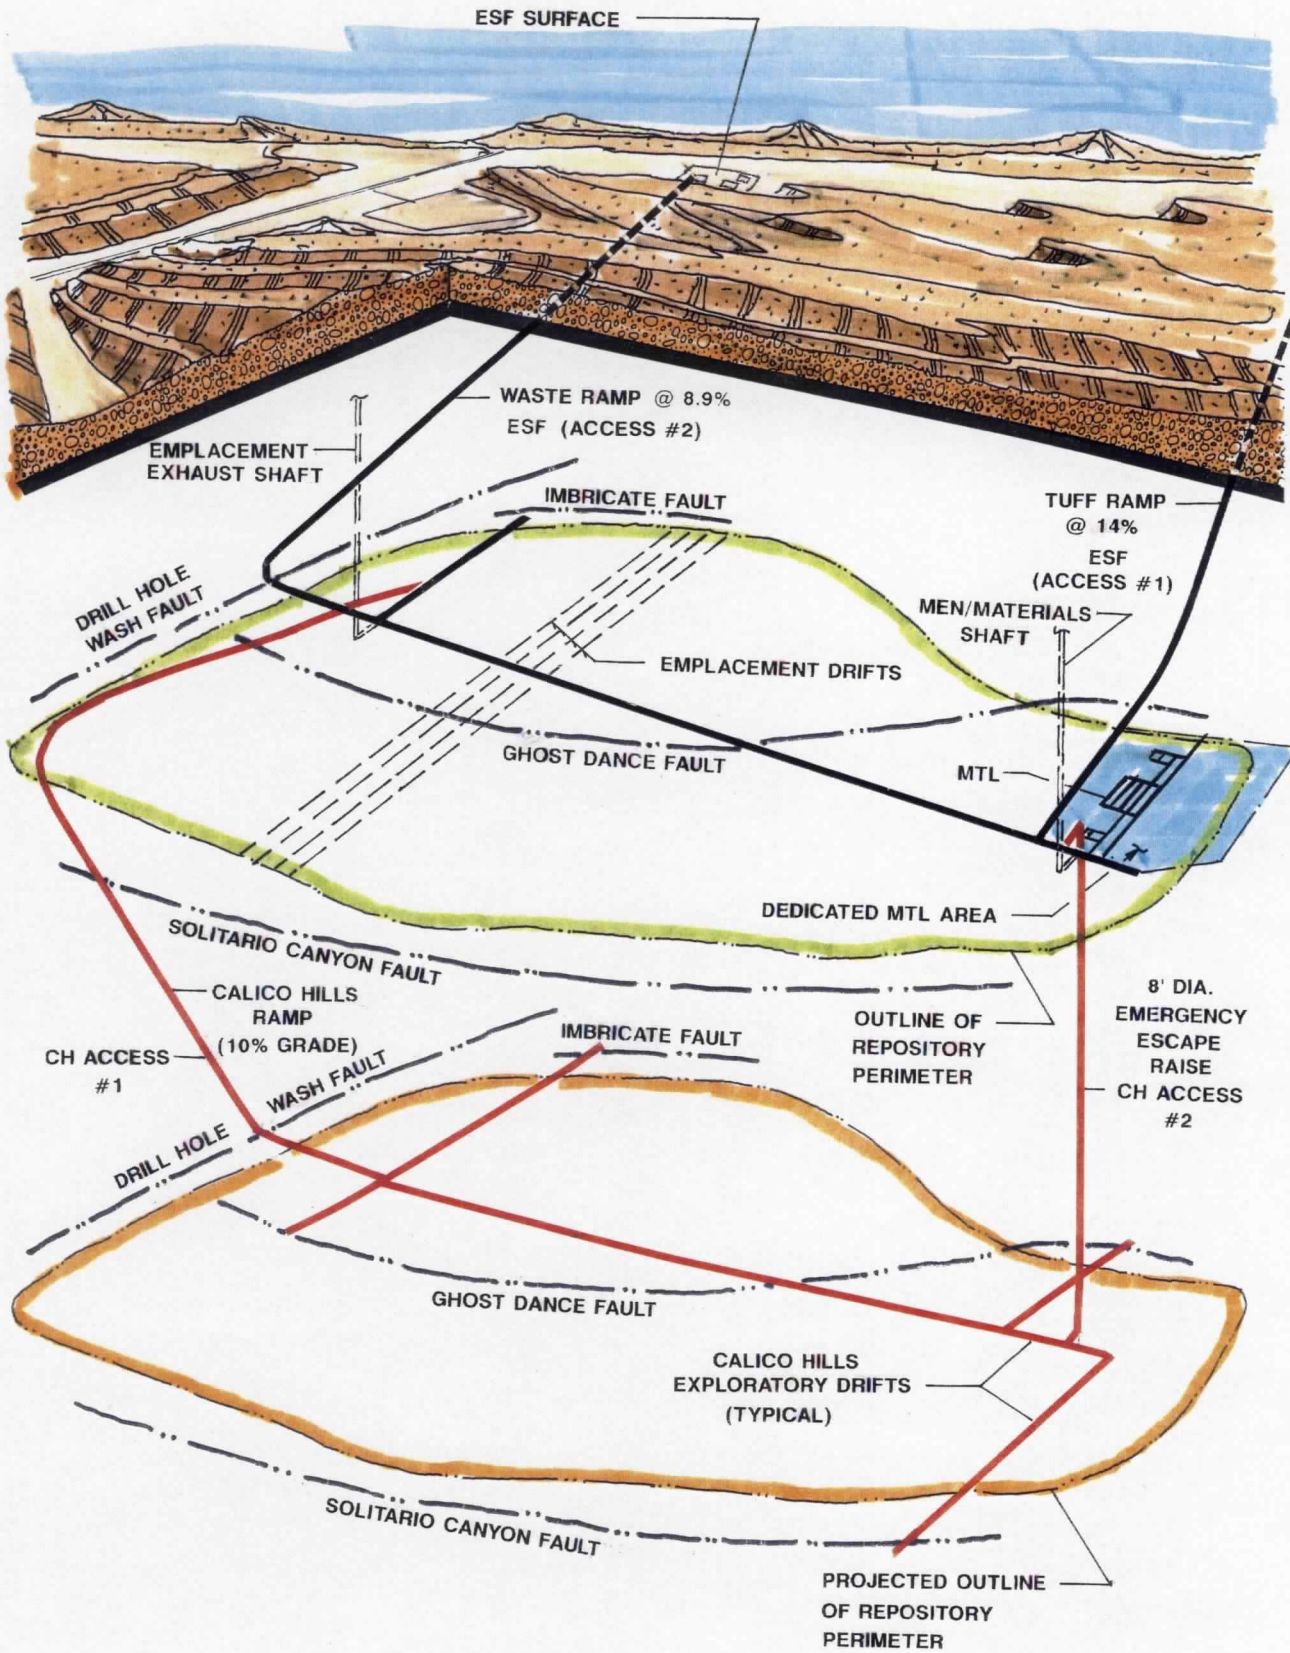 ESF SURFACE
WASTE RAMP @ 8.9%
ESF (ACCESS #2)
EMPLACEMENT
EXHAUST SHAFT
IMBRICATE FAULT
TUFF RAMP
@ 14%
ESF
(ACCESS #1)
MEN/MATERIALS
SHAFT
DRILL HOLE
WASH FAULT
EMPLACEMENT DRIFTS
GHOST DANCE FAULT
MTL
DEDICATED MTL AREA
SOLITARIO CANYON FAULT
CALICO HILLS
RAMP
(10% GRADE)
CH ACCESS
#1
OUTLINE OF
REPOSITORY
PERIMETER
8' DIA.
EMERGENCY
ESCAPE
RAISE
CH ACCESS
#2
IMBRICATE FAULT
DRILL HOLE WASH FAULT
GHOST DANCE FAULT
CALICO HILLS
EXPLORATORY DRIFTS
(TYPICAL)
SOLITARIO CANYON FAULT
PROJECTED OUTLINE
OF REPOSITORY
PERIMETER